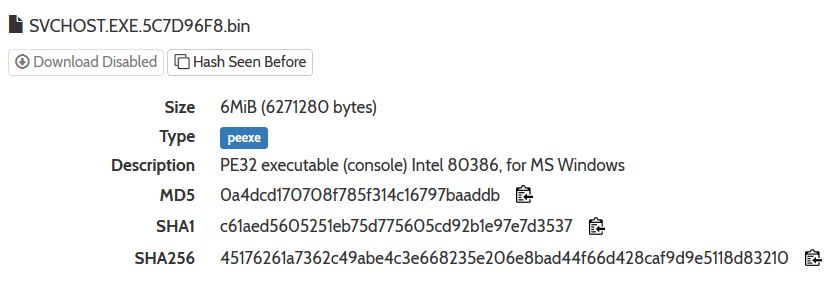 SVCHOST.EXE.5C7D96F8.bin
Download Disabled Hash Seen Before
Size 6MiB (6271280 bytes)
Type peexe
Description PE32 executable (console) Intel 80386, for MS Windows
MD5 0a4dcd170708f785f314c16797baaddb
SHA1 c61aed5605251eb75d775605cd92b1e97e7d3537
SHA256 45176261a7362c49abe4c3e668235e206e8bad44f66d428caf9d9e5118d83210